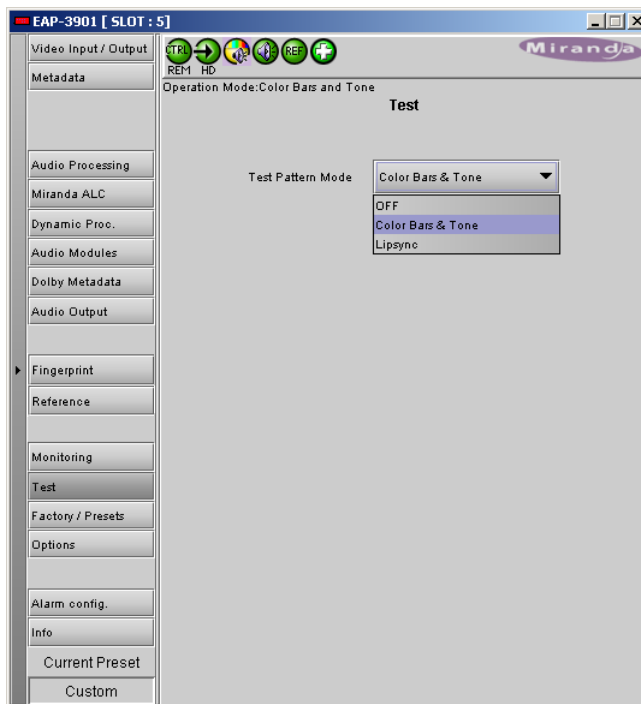 EAP-3901 [ SLOT : 5]
Video Input / Output
Metadata
Audio Processing
Miranda ALC
Dynamic Proc.
Audio Modules
Dolby Metadata
Audio Output
Fingerprint
Reference
Monitoring
Test
Factory / Presets
Options
Alarm config.
Info
Current Preset
Custom
CTRL
REF
Miranda
REM HD
Operation Mode:Color Bars and Tone
Test
Test Pattern Mode
Color Bars & Tone
OFF
Color Bars & Tone
Lipsync